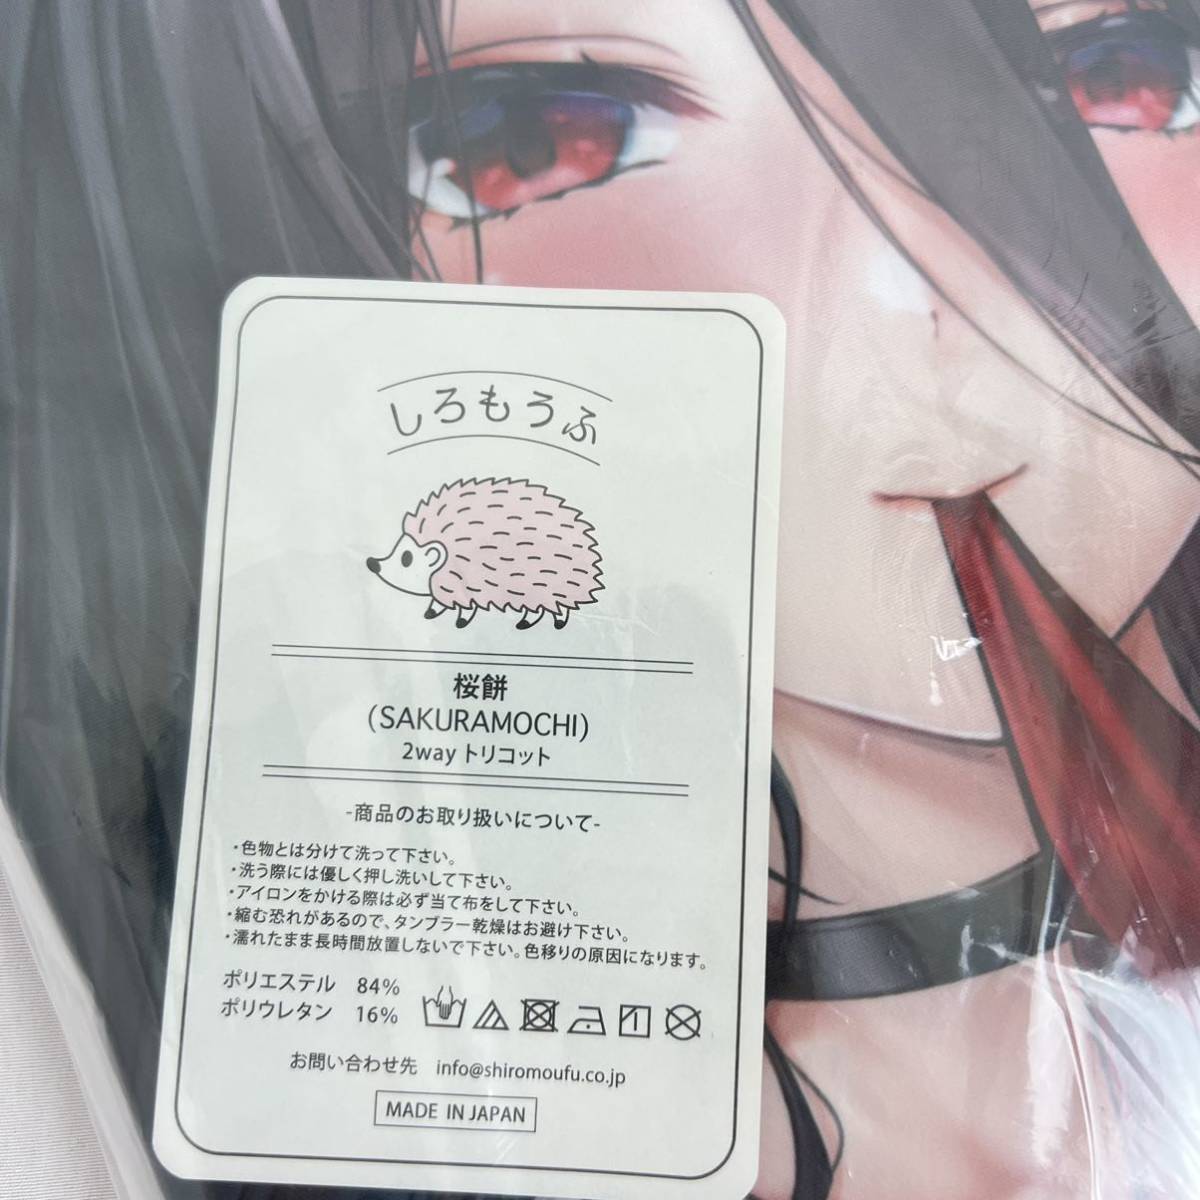 しろもうふ
桜餅
(SAKURAMOCHI)
2wayトリコット
-商品のお取り扱いについて-
・色物とは分けて洗って下さい。
・洗う際には優しく押し洗いして下さい。
・アイロンをかける際は必ず当て布をして下さい。
・縮む恐れがあるので、タンブラー乾燥はお避け下さい。
・濡れたまま長時間放置しないで下さい。色移りの原因になります。
ポリエステル 84%
ポリウレタン 16%
お問い合わせ先 info@shiromoufu.co.jp
MADE IN JAPAN